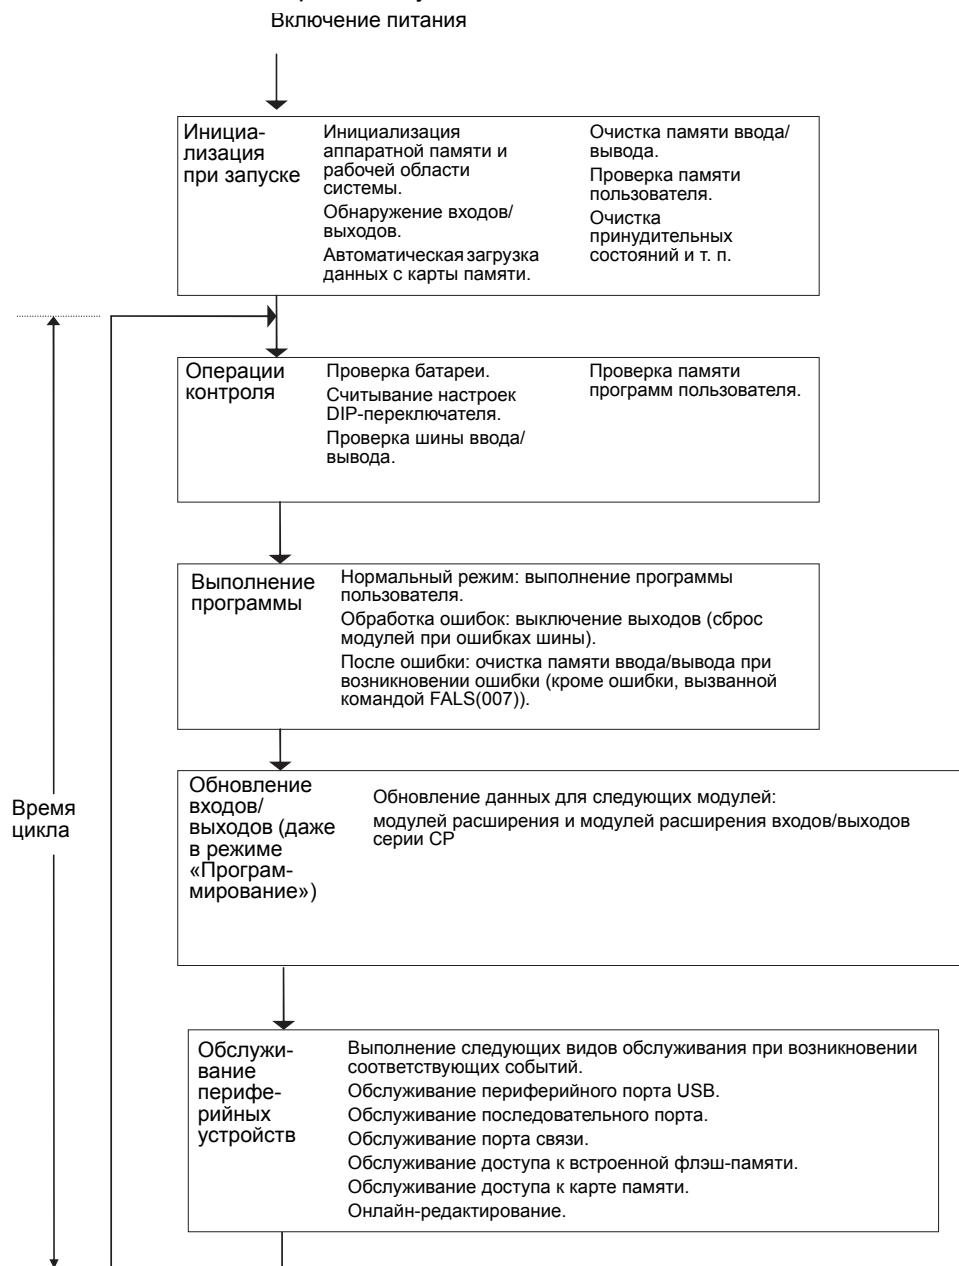 Включение питания
Инициа-
лизация
при запуске
Инициализация
аппаратной памяти и
рабочей области
системы.
Обнаружение входов/
выходов.
Автоматическая загрузка
данных с карты памяти.
Очистка памяти ввода/
вывода.
Проверка памяти
пользователя.
Очистка
принудительных
состояний и т. п.
Операции
контроля
Проверка батареи.
Считывание настроек
DIP-переключателя.
Проверка шины ввода/
вывода.
Проверка памяти
программ пользователя.
Выполнение
программы
Нормальный режим: выполнение программы
пользователя.
Обработка ошибок: выключение выходов (сброс
модулей при ошибках шины).
После ошибки: очистка памяти ввода/вывода при
возникновении ошибки (кроме ошибки, вызванной
командой FALS(007)).
Время
цикла
Обновление
входов/
выходов (даже
в режиме
«Програм-
мирование»)
Обновление данных для следующих модулей:
модулей расширения и модулей расширения входов/выходов
серии CP
Обслужи-
вание
перифе-
рийных
устройств
Выполнение следующих видов обслуживания при возникновении
соответствующих событий.
Обслуживание периферийного порта USB.
Обслуживание последовательного порта.
Обслуживание порта связи.
Обслуживание доступа к встроенной флэш-памяти.
Обслуживание доступа к карте памяти.
Онлайн-редактирование.